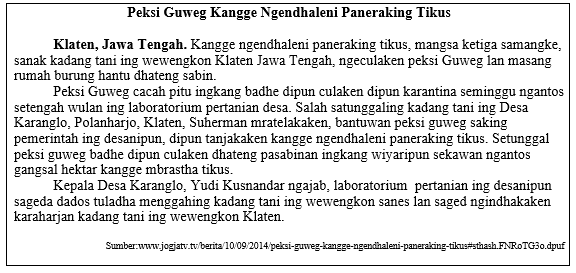 Peksi Guweg Kangge Ngendhaleni Paneraking Tikus
Klaten, Jawa Tengah. Kangge ngendhaleni paneraking tikus, mangsa ketiga samangke,
sanak kadang tani ing wewengkon Klaten Jawa Tengah, ngeculaken peksi Guweg lan masang
rumah burung hantu dhateng sabin.
Peksi Guweg cacah pitu ingkang badhe dipun culaken dipun karantina seminggu ngantos
setengah wulan ing laboratorium pertanian desa. Salah satunggaling kadang tani ing Desa
Karanglo, Polanharjo, Klaten, Suherman mratelakaken, bantuwan peksi guweg saking
pemerintah ing desanipun, dipun tanjakaken kangge ngendhaleni paneraking tikus. Setunggal
peksi guweg badhe dipun culaken dhateng pasabinan ingkang wiyaripun sekawan ngantos
gangsal hektar kangge mbrastha tikus.
Kepala Desa Karanglo, Yudi Kusnandar ngajab, laboratorium pertanian ing desanipun
sageda dados tuladha menggahing kadang tani ing wewengkon sanes lan saged ngindhakaken
karaharjan kadang tani ing wewengkon Klaten.
Sumber:www.jogjatv.tv/berita/10/09/2014/peksi-guweg-kangge-ngendhaleni-paneraking-tikus#sthash.FNRoTG3o.dpuf